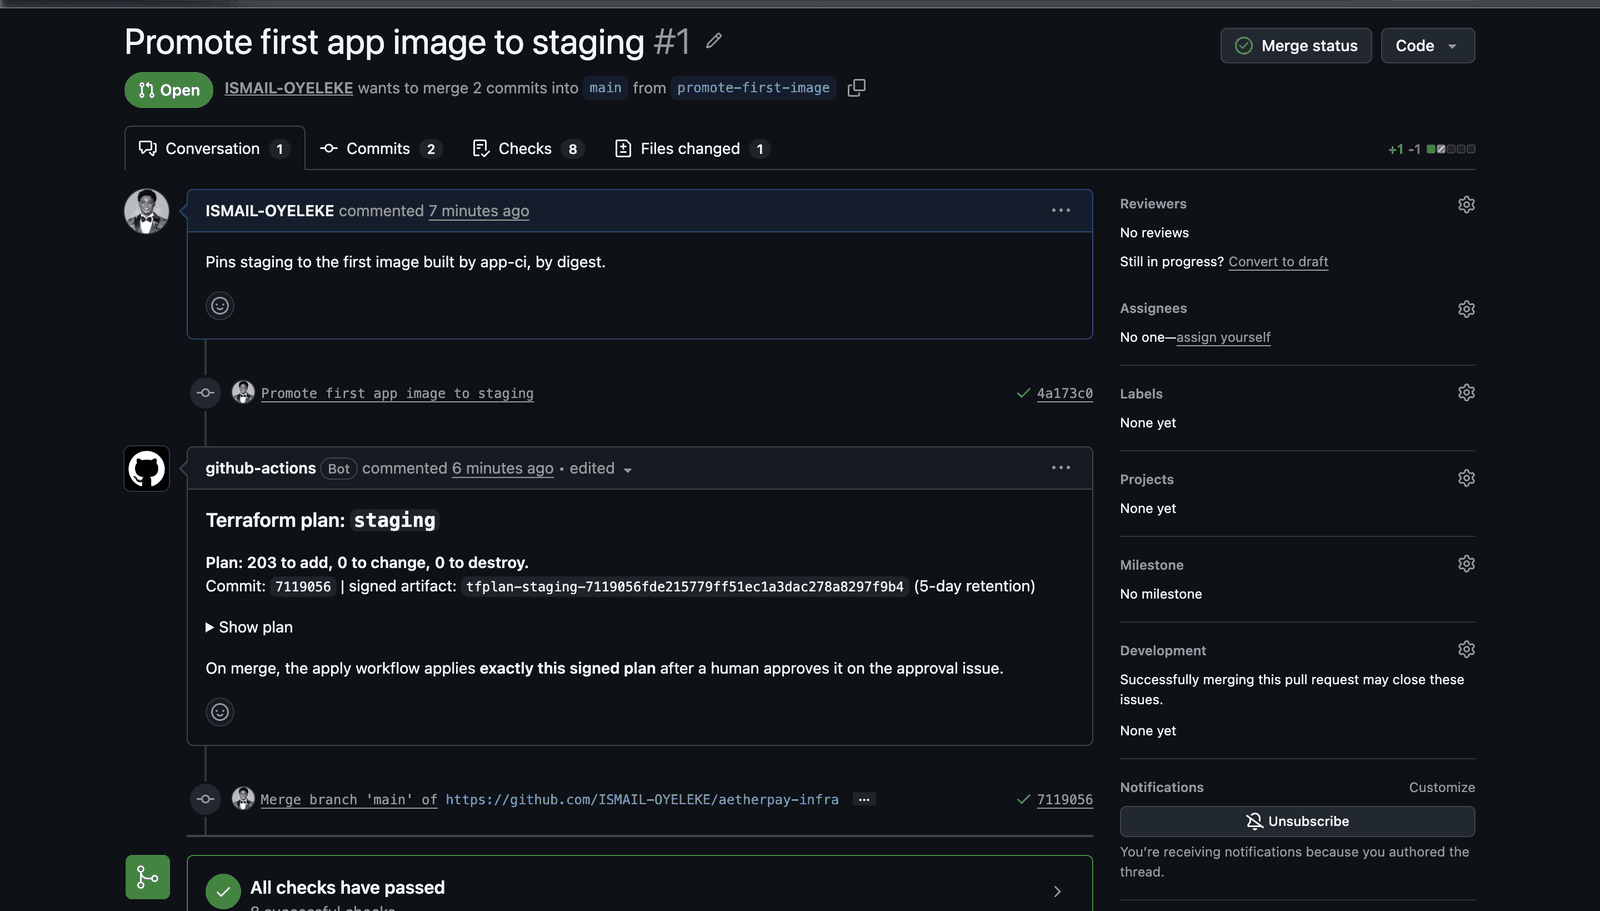 Promote first app image to staging #1
Merge status
Code
Open
ISMAIL-OYELEKE wants to merge 2 commits into main from promote-first-image
Conversation 1
Commits 2
Checks 8
Files changed 1
+1 -1
ISMAIL-OYELEKE commented 7 minutes ago
Pins staging to the first image built by app-ci, by digest.
Promote first app image to staging
4a173c0
github-actions Bot commented 6 minutes ago • edited
Terraform plan: staging
Plan: 203 to add, 0 to change, 0 to destroy.
Commit: 7119056 | signed artifact: tfplan-staging-7119056fde215779ff51ec1a3dac278a8297f9b4 (5-day retention)
Show plan
On merge, the apply workflow applies exactly this signed plan after a human approves it on the approval issue.
Merge branch 'main' of https://github.com/ISMAIL-OYELEKE/aetherpay-infra ...
7119056
All checks have passed
8 successful checks
Reviewers
No reviews
Still in progress? Convert to draft
Assignees
No one—assign yourself
Labels
None yet
Projects
None yet
Milestone
No milestone
Development
Successfully merging this pull request may close these
issues.
None yet
Notifications
Customize
Unsubscribe
You're receiving notifications because you authored the
thread.